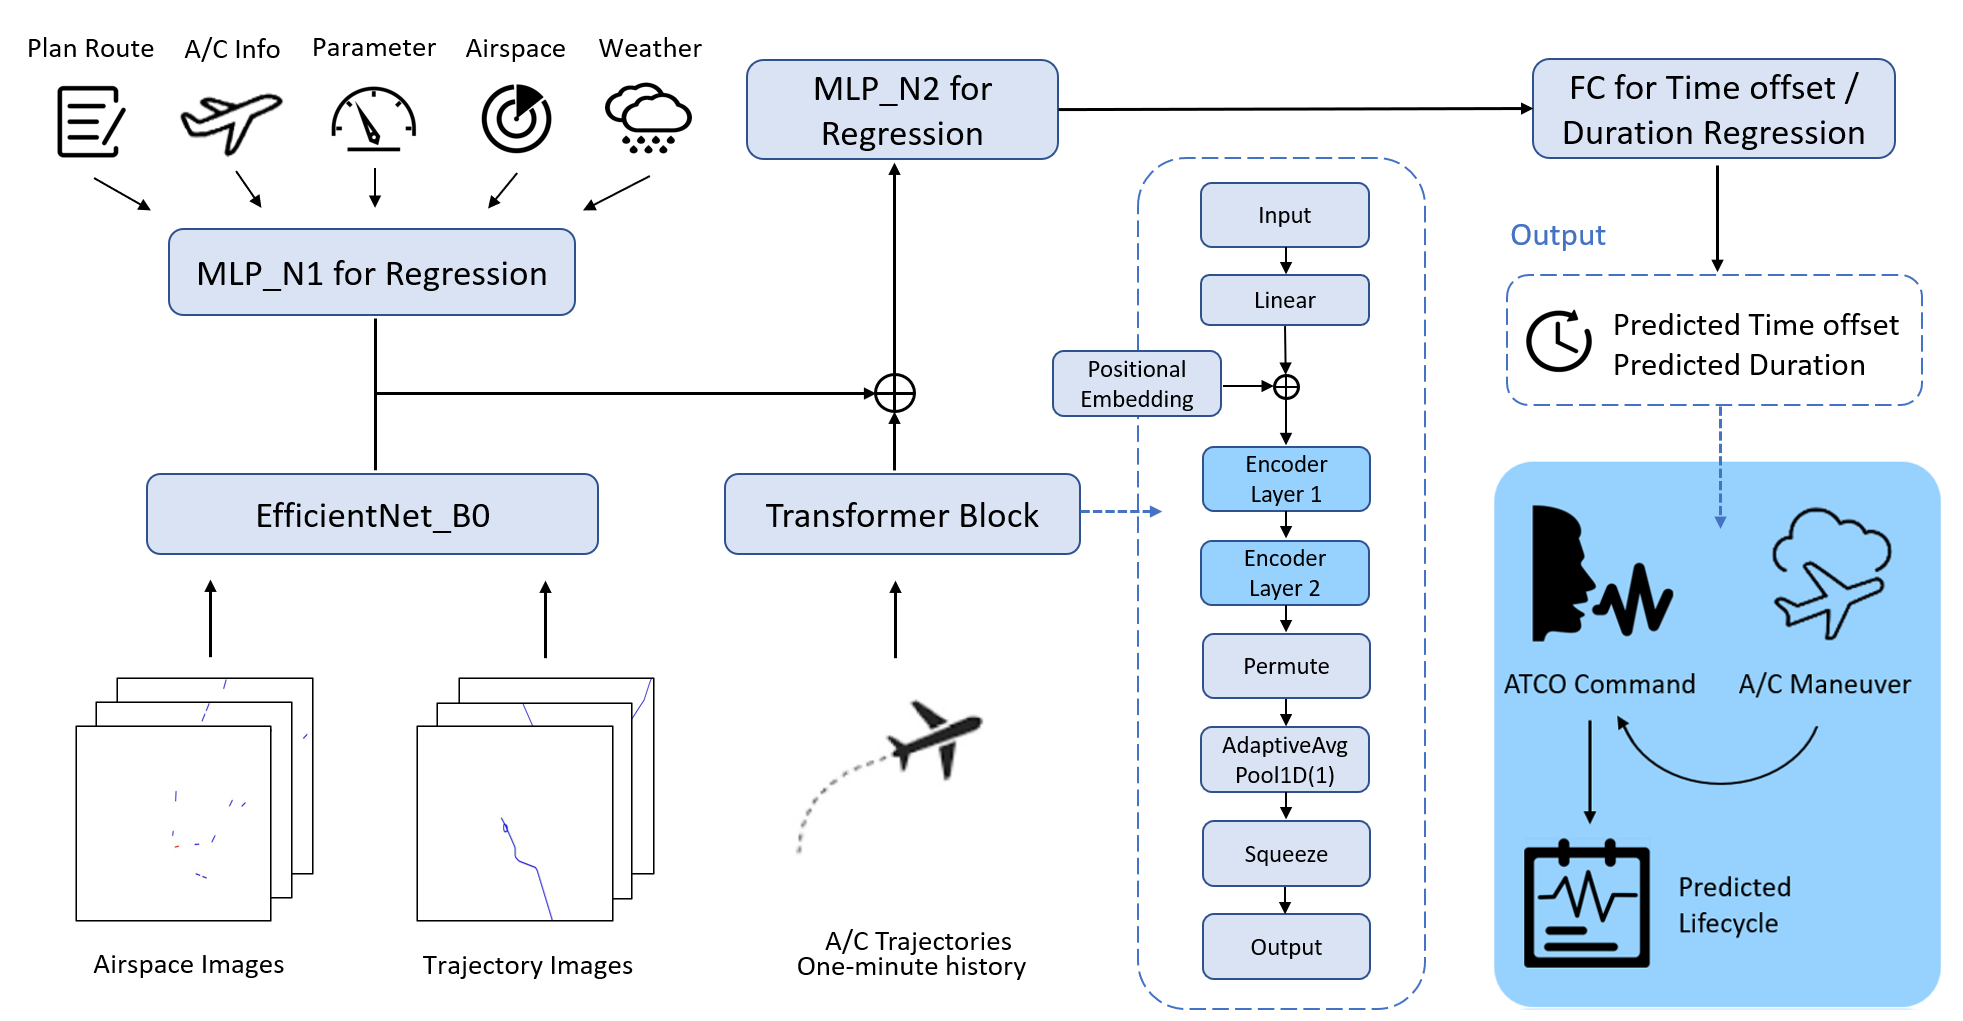 Plan Route
A/C Info
Parameter
Airspace
Weather
MLP_N1 for Regression
EfficientNet_B0
Airspace Images
Trajectory Images
MLP_N2 for
Regression
Transformer Block
A/C Trajectories
One-minute history
Input
Linear
Positional
Embedding
Encoder
Layer 1
Encoder
Layer 2
Permute
AdaptiveAvg
Pool1D(1)
Squeeze
Output
FC for Time offset /
Duration Regression
Output
Predicted Time offset
Predicted Duration
ATCO Command
A/C Maneuver
Predicted
Lifecycle